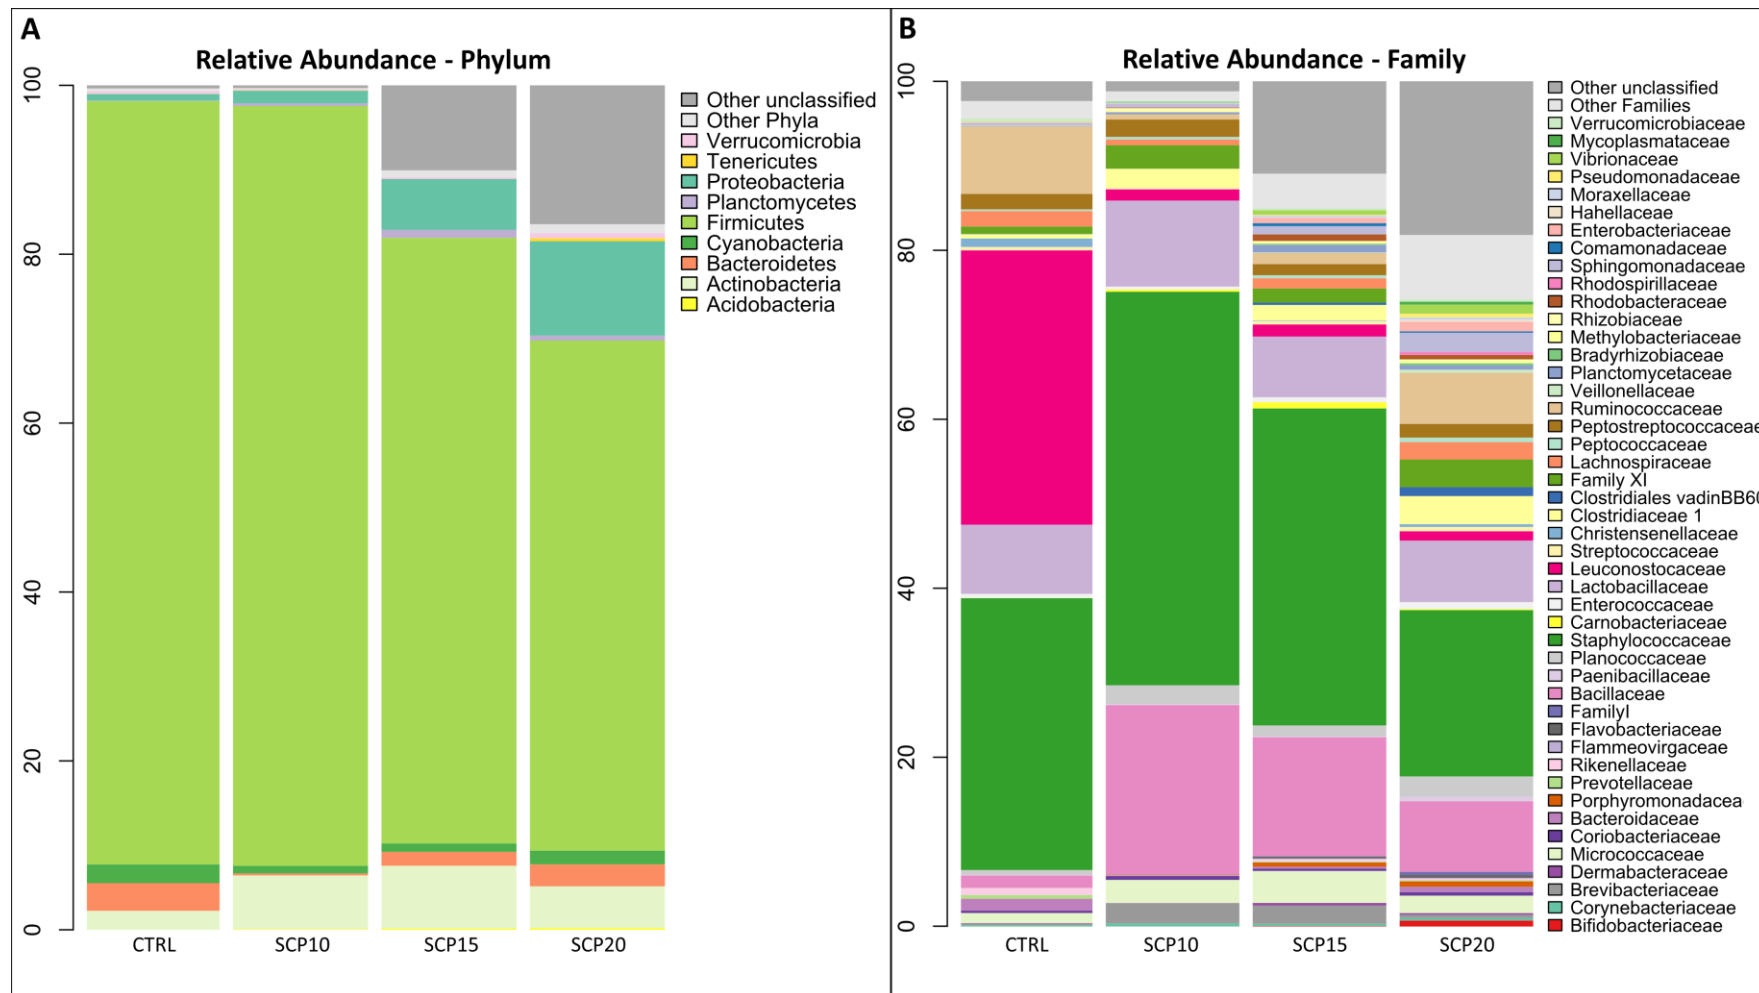 A
Relative Abundance - Phylum
100
80
60
40
20
0
CTRL
SCP10
SCP15
SCP20
Other unclassified
Other Phyla
Verrucomicrobia
Tenericutes
Proteobacteria
Planctomycetes
Firmicutes
Cyanobacteria
Bacteroidetes
Actinobacteria
Acidobacteria
B
Relative Abundance - Family
100
80
60
40
20
0
CTRL
SCP10
SCP15
SCP20
Other unclassified
Other Families
Verrucomicrobiaceae
Mycoplasmataceae
Vibrionaceae
Pseudomonadaceae
Moraxellaceae
Hahellaceae
Enterobacteriaceae
Comamonadaceae
Sphingomonadaceae
Rhodospirillaceae
Rhodobacteraceae
Rhizobiaceae
Methylobacteriaceae
Bradyrhizobiaceae
Planctomycetaceae
Veillonellaceae
Ruminococcaceae
Peptostreptococcaceae
Peptococcaceae
Lachnospiraceae
Family XI
Clostridiales vadinBB60
Clostridiaceae 1
Christensenellaceae
Streptococcaceae
Leuconostocaceae
Lactobacillaceae
Enterococcaceae
Carnobacteriaceae
Staphylococcaceae
Planococcaceae
Paenibacillaceae
Bacillaceae
FamilyI
Flavobacteriaceae
Flammeovirgaceae
Rikenellaceae
Prevotellaceae
Porphyromonadacea
Bacteroidaceae
Coriobacteriaceae
Micrococcaceae
Dermabacteraceae
Brevibacteriaceae
Corynebacteriaceae
Bifidobacteriaceae